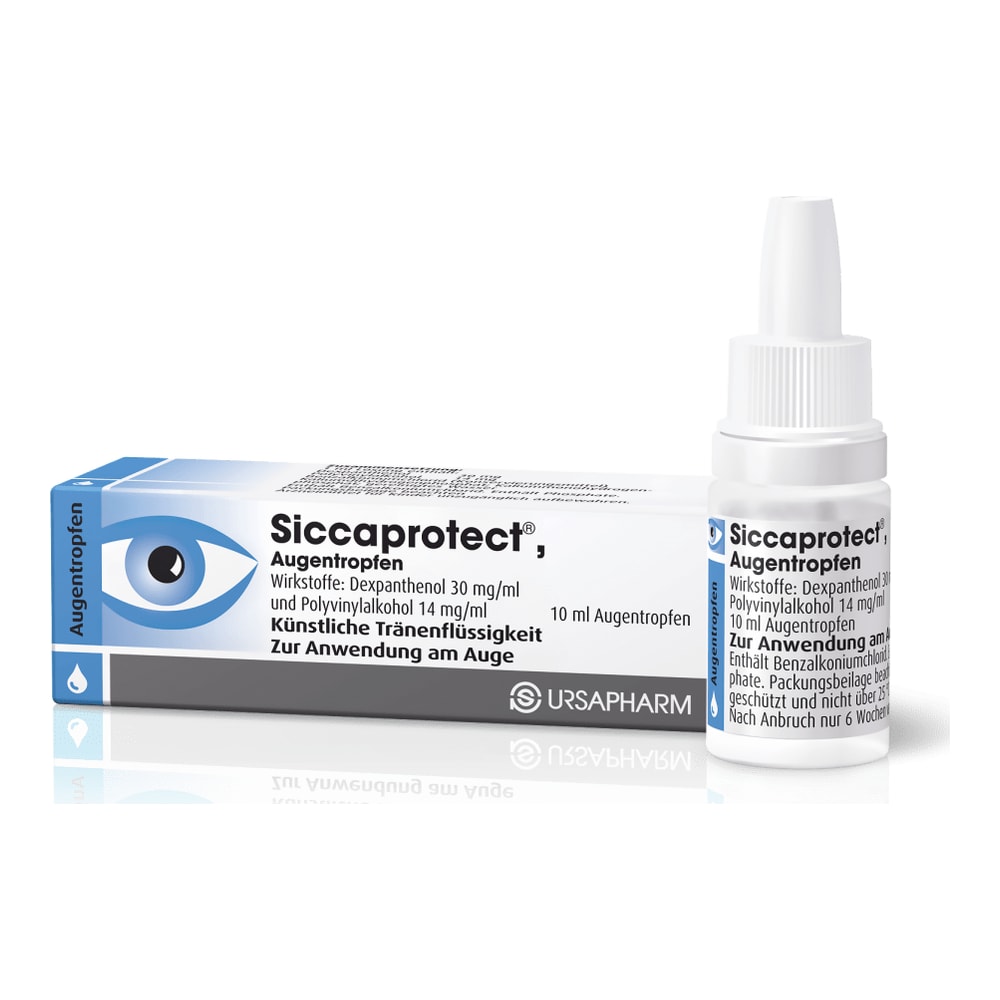 Augentropfen
Siccaprotect®,
Augentropfen
Wirkstoffe: Dexpanthenol 30 mg/ml
und Polyvinylalkohol 14 mg/ml
10 ml Augentropfen
Künstliche Tränenflüssigkeit
Zur Anwendung am Auge
URSAPHARM
Siccaprotect®,
Augentropfen
Wirkstoffe: Dexpanthenol 30
Polyvinylalkohol 14 mg/ml
10 ml Augentropfen
Zur Anwendung am
Enthält Benzalkoniumchlorid,
phate. Packungsbeilage
geschützt und nicht über 25
Nach Anbruch nur 6 Wochen
Augentropfen